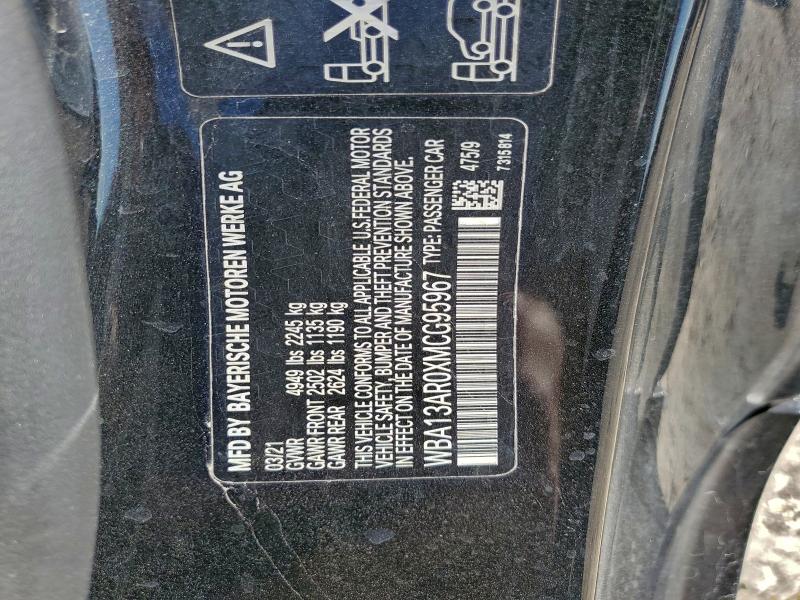 MFD BY BAYERISCHE MOTOREN WERKE AG
03/21
GVWR 4949 lbs 2245 kg
GAWR FRONT 2502 lbs 1135 kg
GAWR REAR 2624 lbs 1190 kg
THIS VEHICLE CONFORMS TO ALL APPLICABLE U.S. FEDERAL MOTOR
VEHICLE SAFETY, BUMPER AND THEFT PREVENTION STANDARDS
IN EFFECT ON THE DATE OF MANUFACTURE SHOWN ABOVE.
WBA13AR0XMCG95967 TYPE: PASSENGER CAR
475/9
7315814